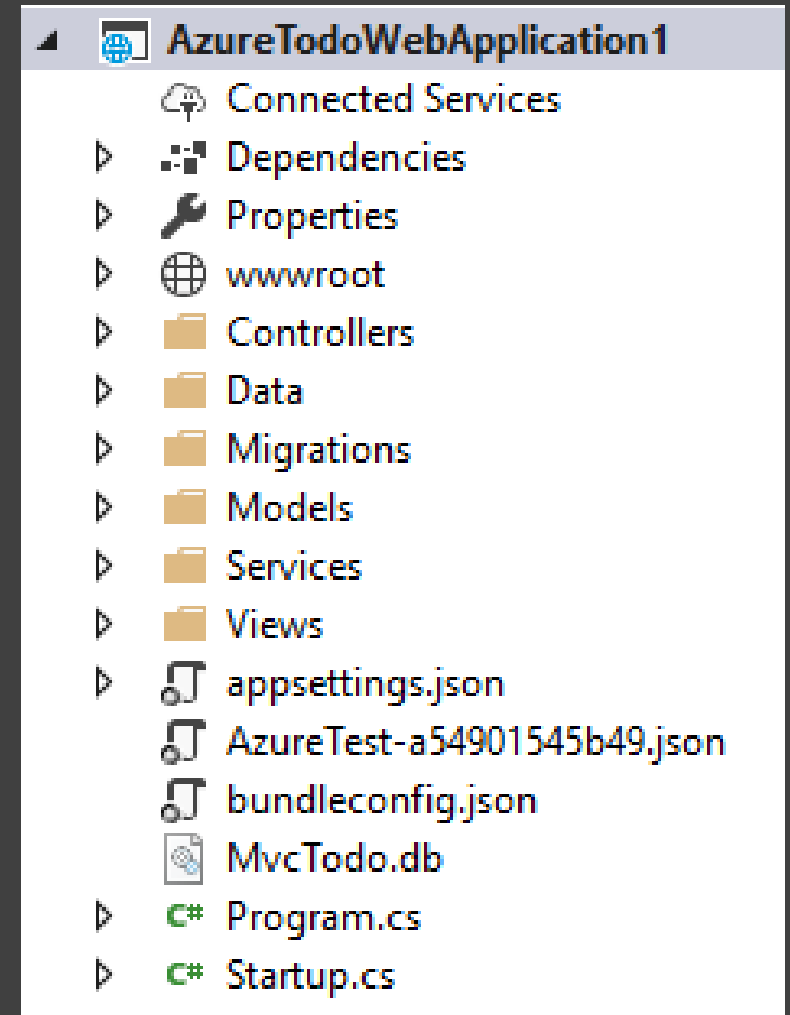 AzureTodoWebApplication1
Connected Services
Dependencies
Properties
wwwroot
Controllers
Data
Migrations
Models
Services
Views
appsettings.json
AzureTest-a54901545b49.json
bundleconfig.json
MvcTodo.db
C# Program.cs
C# Startup.cs